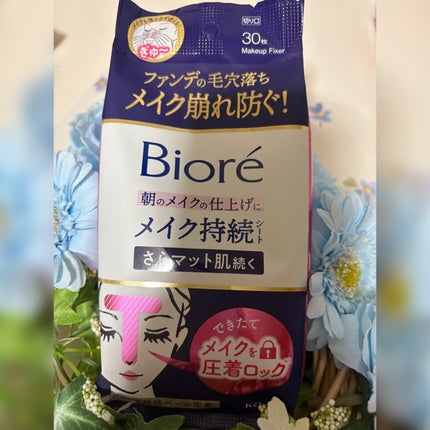 切り口
30枚
Makeup Fixer
ぎゅ〜
ファンデの毛穴落ち
メイク崩れ防ぐ!
Bioré
朝のメイクの仕上げに
メイク持続シート
さらマット肌続く
できたて
メイクを
圧着ロック